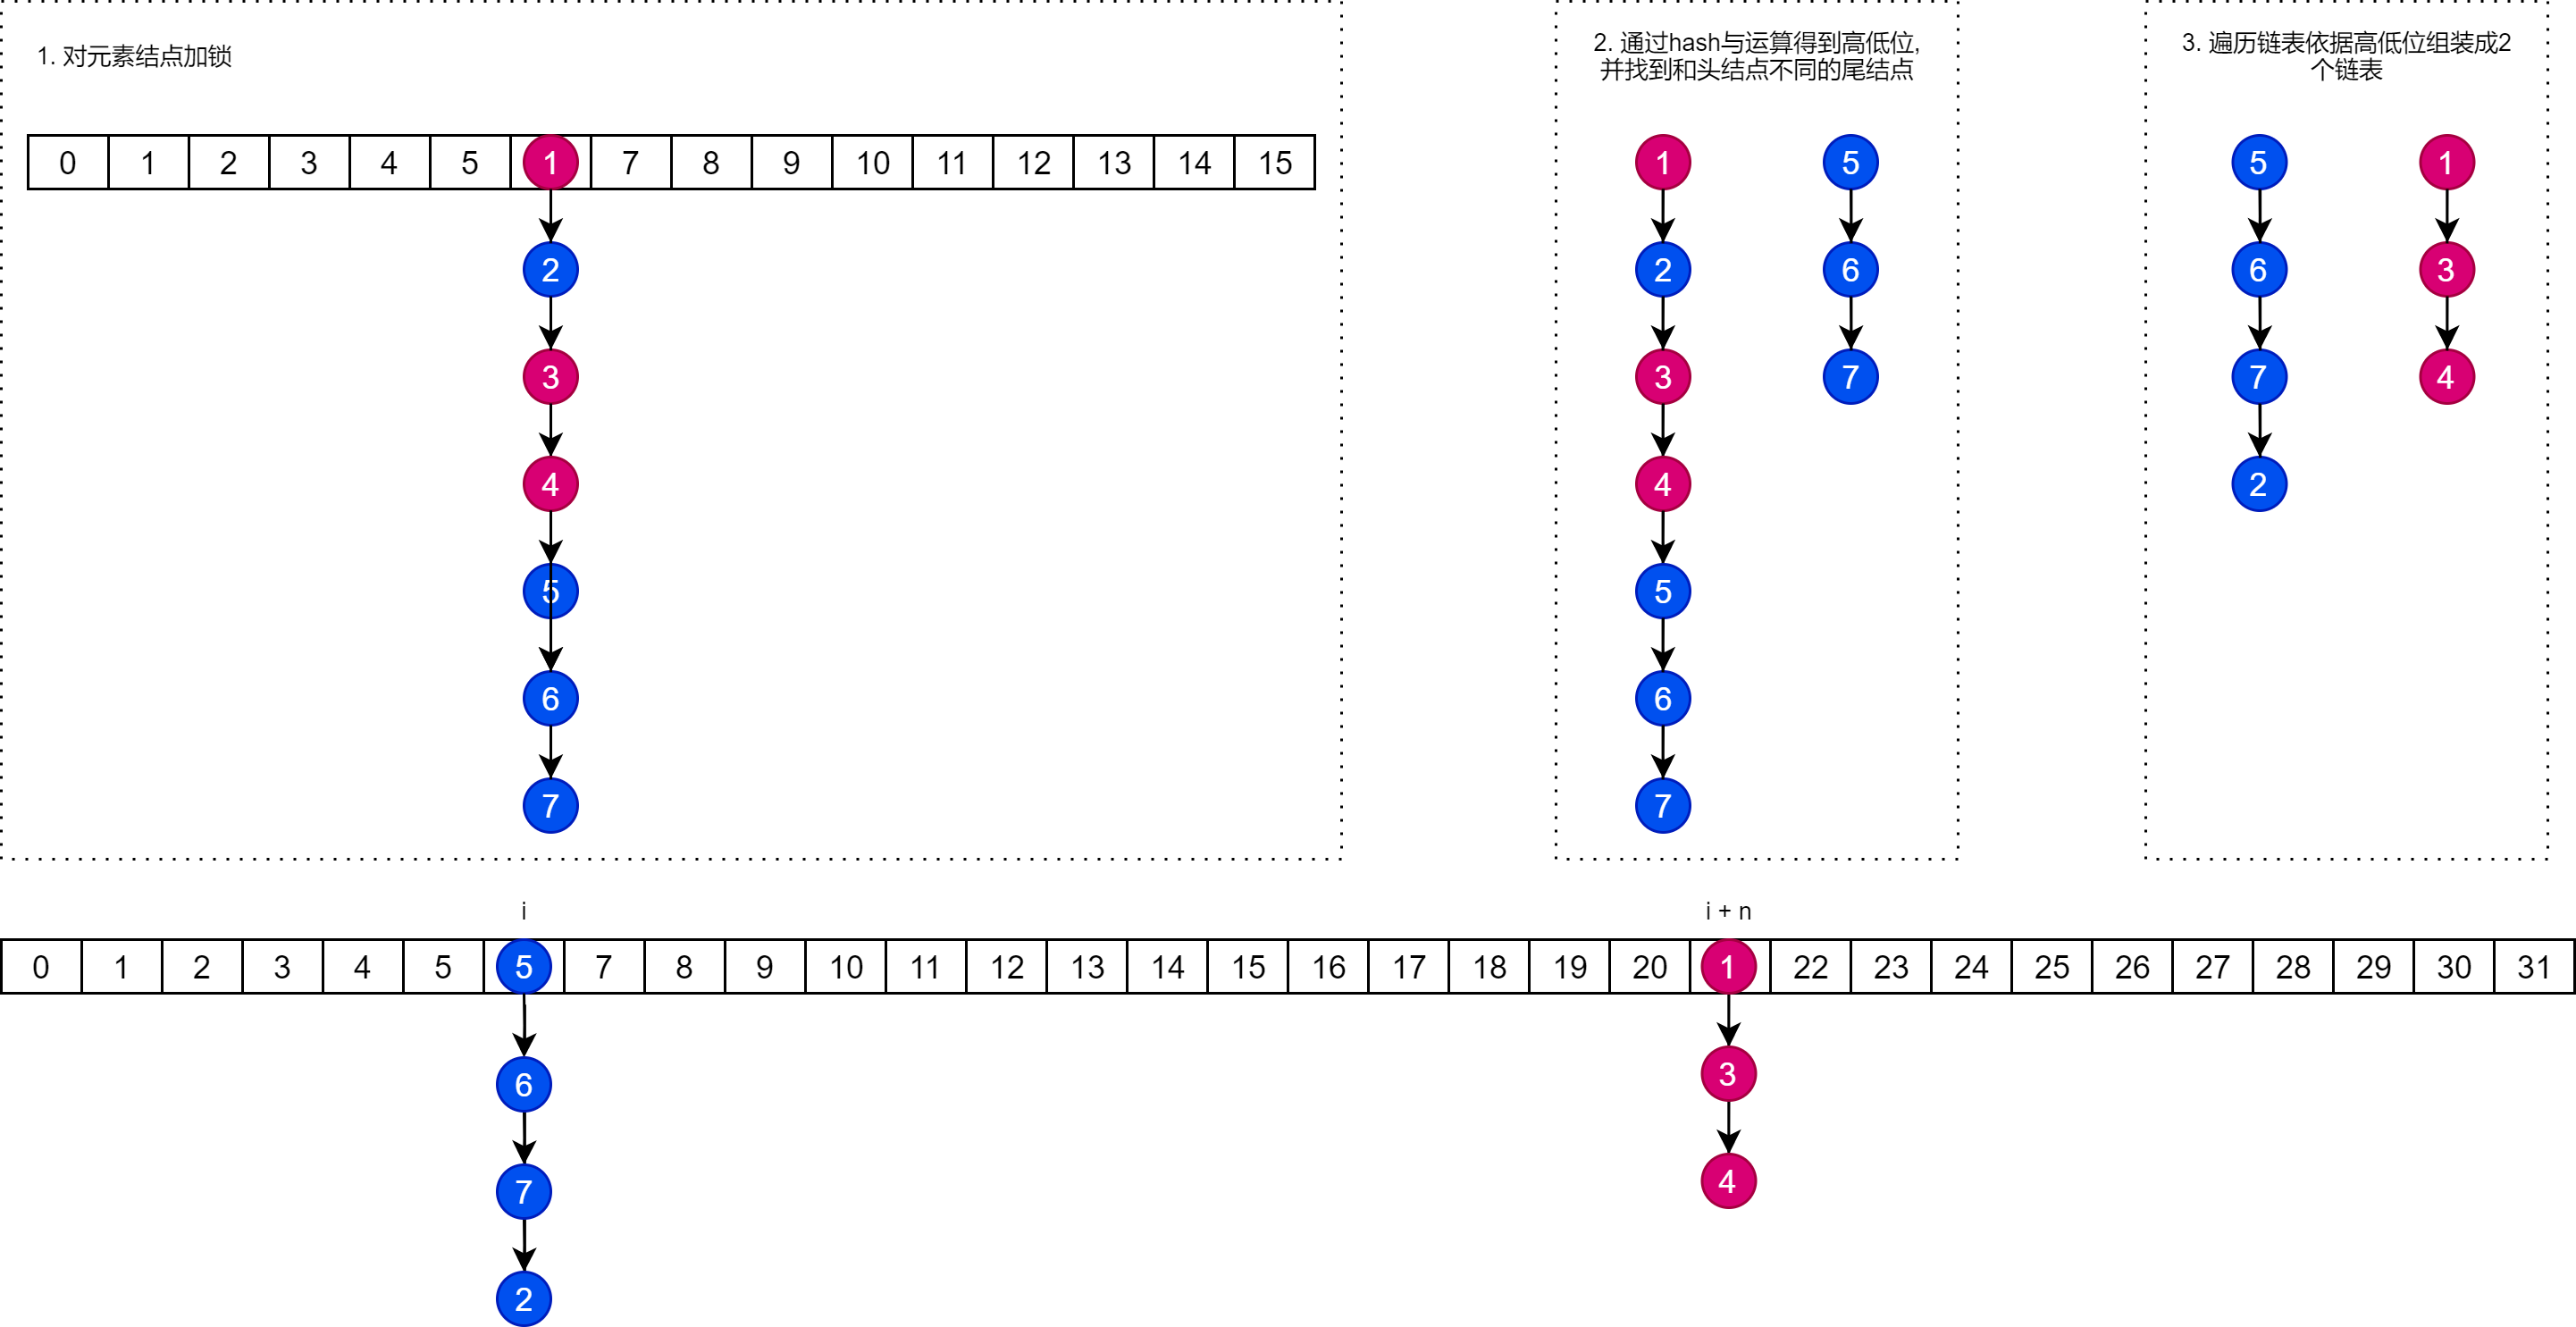 1. 对元素结点加锁
2. 通过hash与运算得到高低位,
并找到和头结点不同的尾结点
3. 遍历链表依据高低位组装成2
个链表
0 1 2 3 4 5 1 7 8 9 10 11 12 13 14 15
1 5 5 1
2 2 6 6 3
3 3 7 7 4
4 4 2
5 5
6 6
7 7
i i + n
0 1 2 3 4 5 5 7 8 9 10 11 12 13 14 15 16 17 18 19 20 1 22 23 24 25 26 27 28 29 30 31
6 3
7 4
2